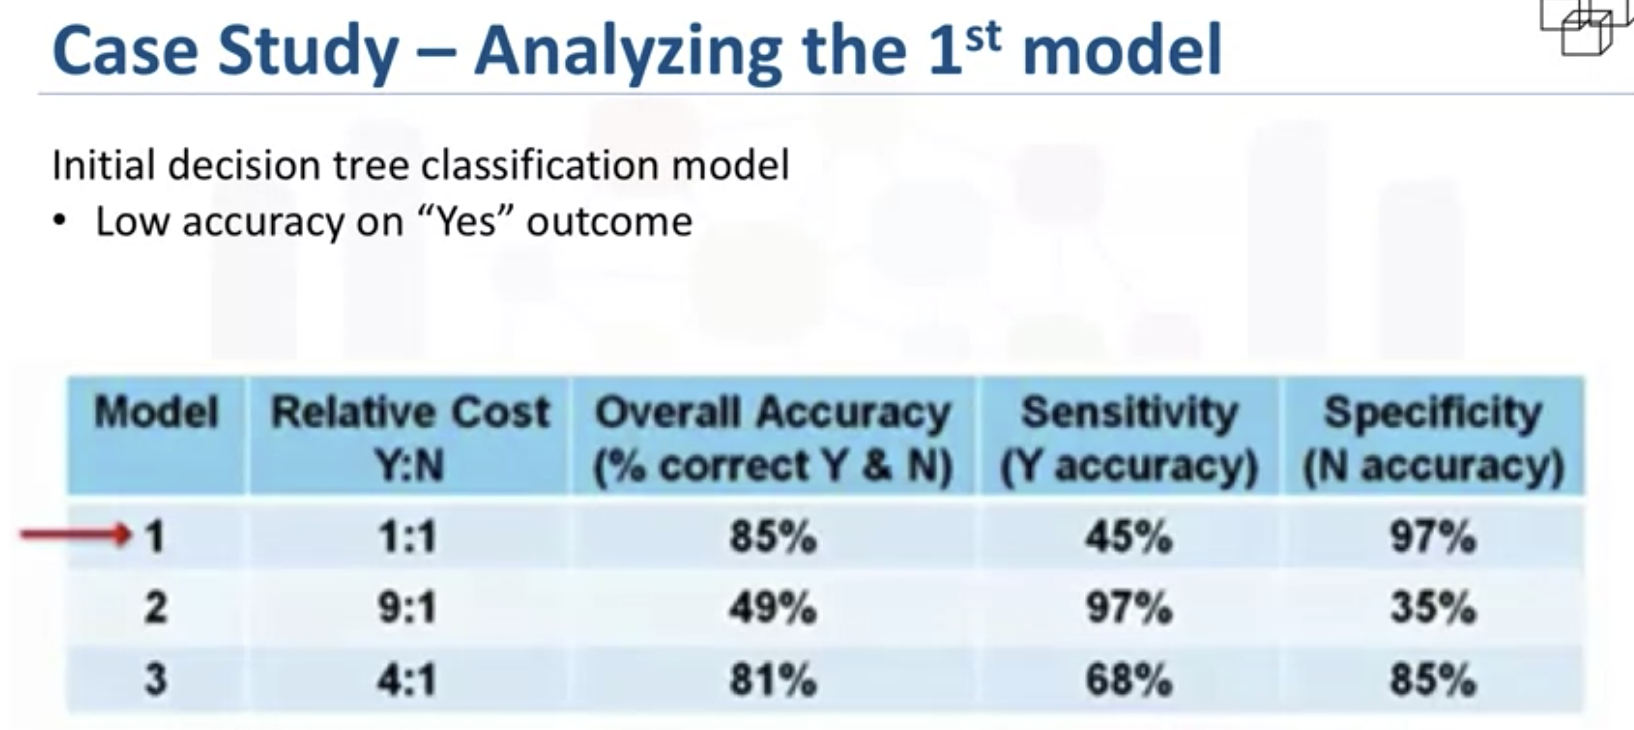 Case Study – Analyzing the 1st model
Initial decision tree classification model
• Low accuracy on “Yes” outcome
Model Relative Cost Overall Accuracy Sensitivity Specificity
Y:N (% correct Y & N) (Y accuracy) (N accuracy)
1 1:1 85% 45% 97%
2 9:1 49% 97% 35%
3 4:1 81% 68% 85%